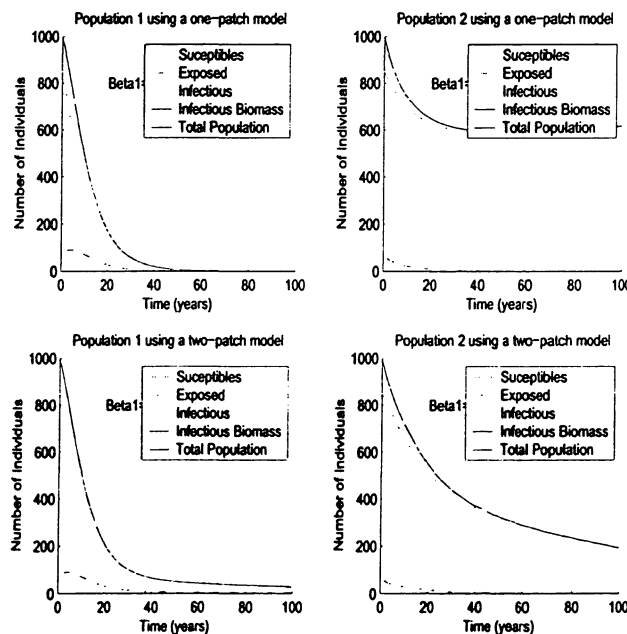 Population 1 using a one-patch model
Number of Individuals
1000
800
600
400
200
0
0
20
40
60
80
100
Time (years)
Beta1=
Suceptibles
Exposed
Infectious
Infectious Biomass
Total Population
Population 2 using a one-patch model
Number of Individuals
1000
800
600
400
200
0
0
20
40
60
80
100
Time (years)
Beta1=
Suceptibles
Exposed
Infectious
Infectious Biomass
Total Population
Population 1 using a two-patch model
Number of Individuals
1000
800
600
400
200
0
0
20
40
60
80
100
Time (years)
Beta1=
Suceptibles
Exposed
Infectious
Infectious Biomass
Total Population
Population 2 using a two-patch model
Number of Individuals
1000
800
600
400
200
0
0
20
40
60
80
100
Time (years)
Beta1=
Suceptibles
Exposed
Infectious
Infectious Biomass
Total Population